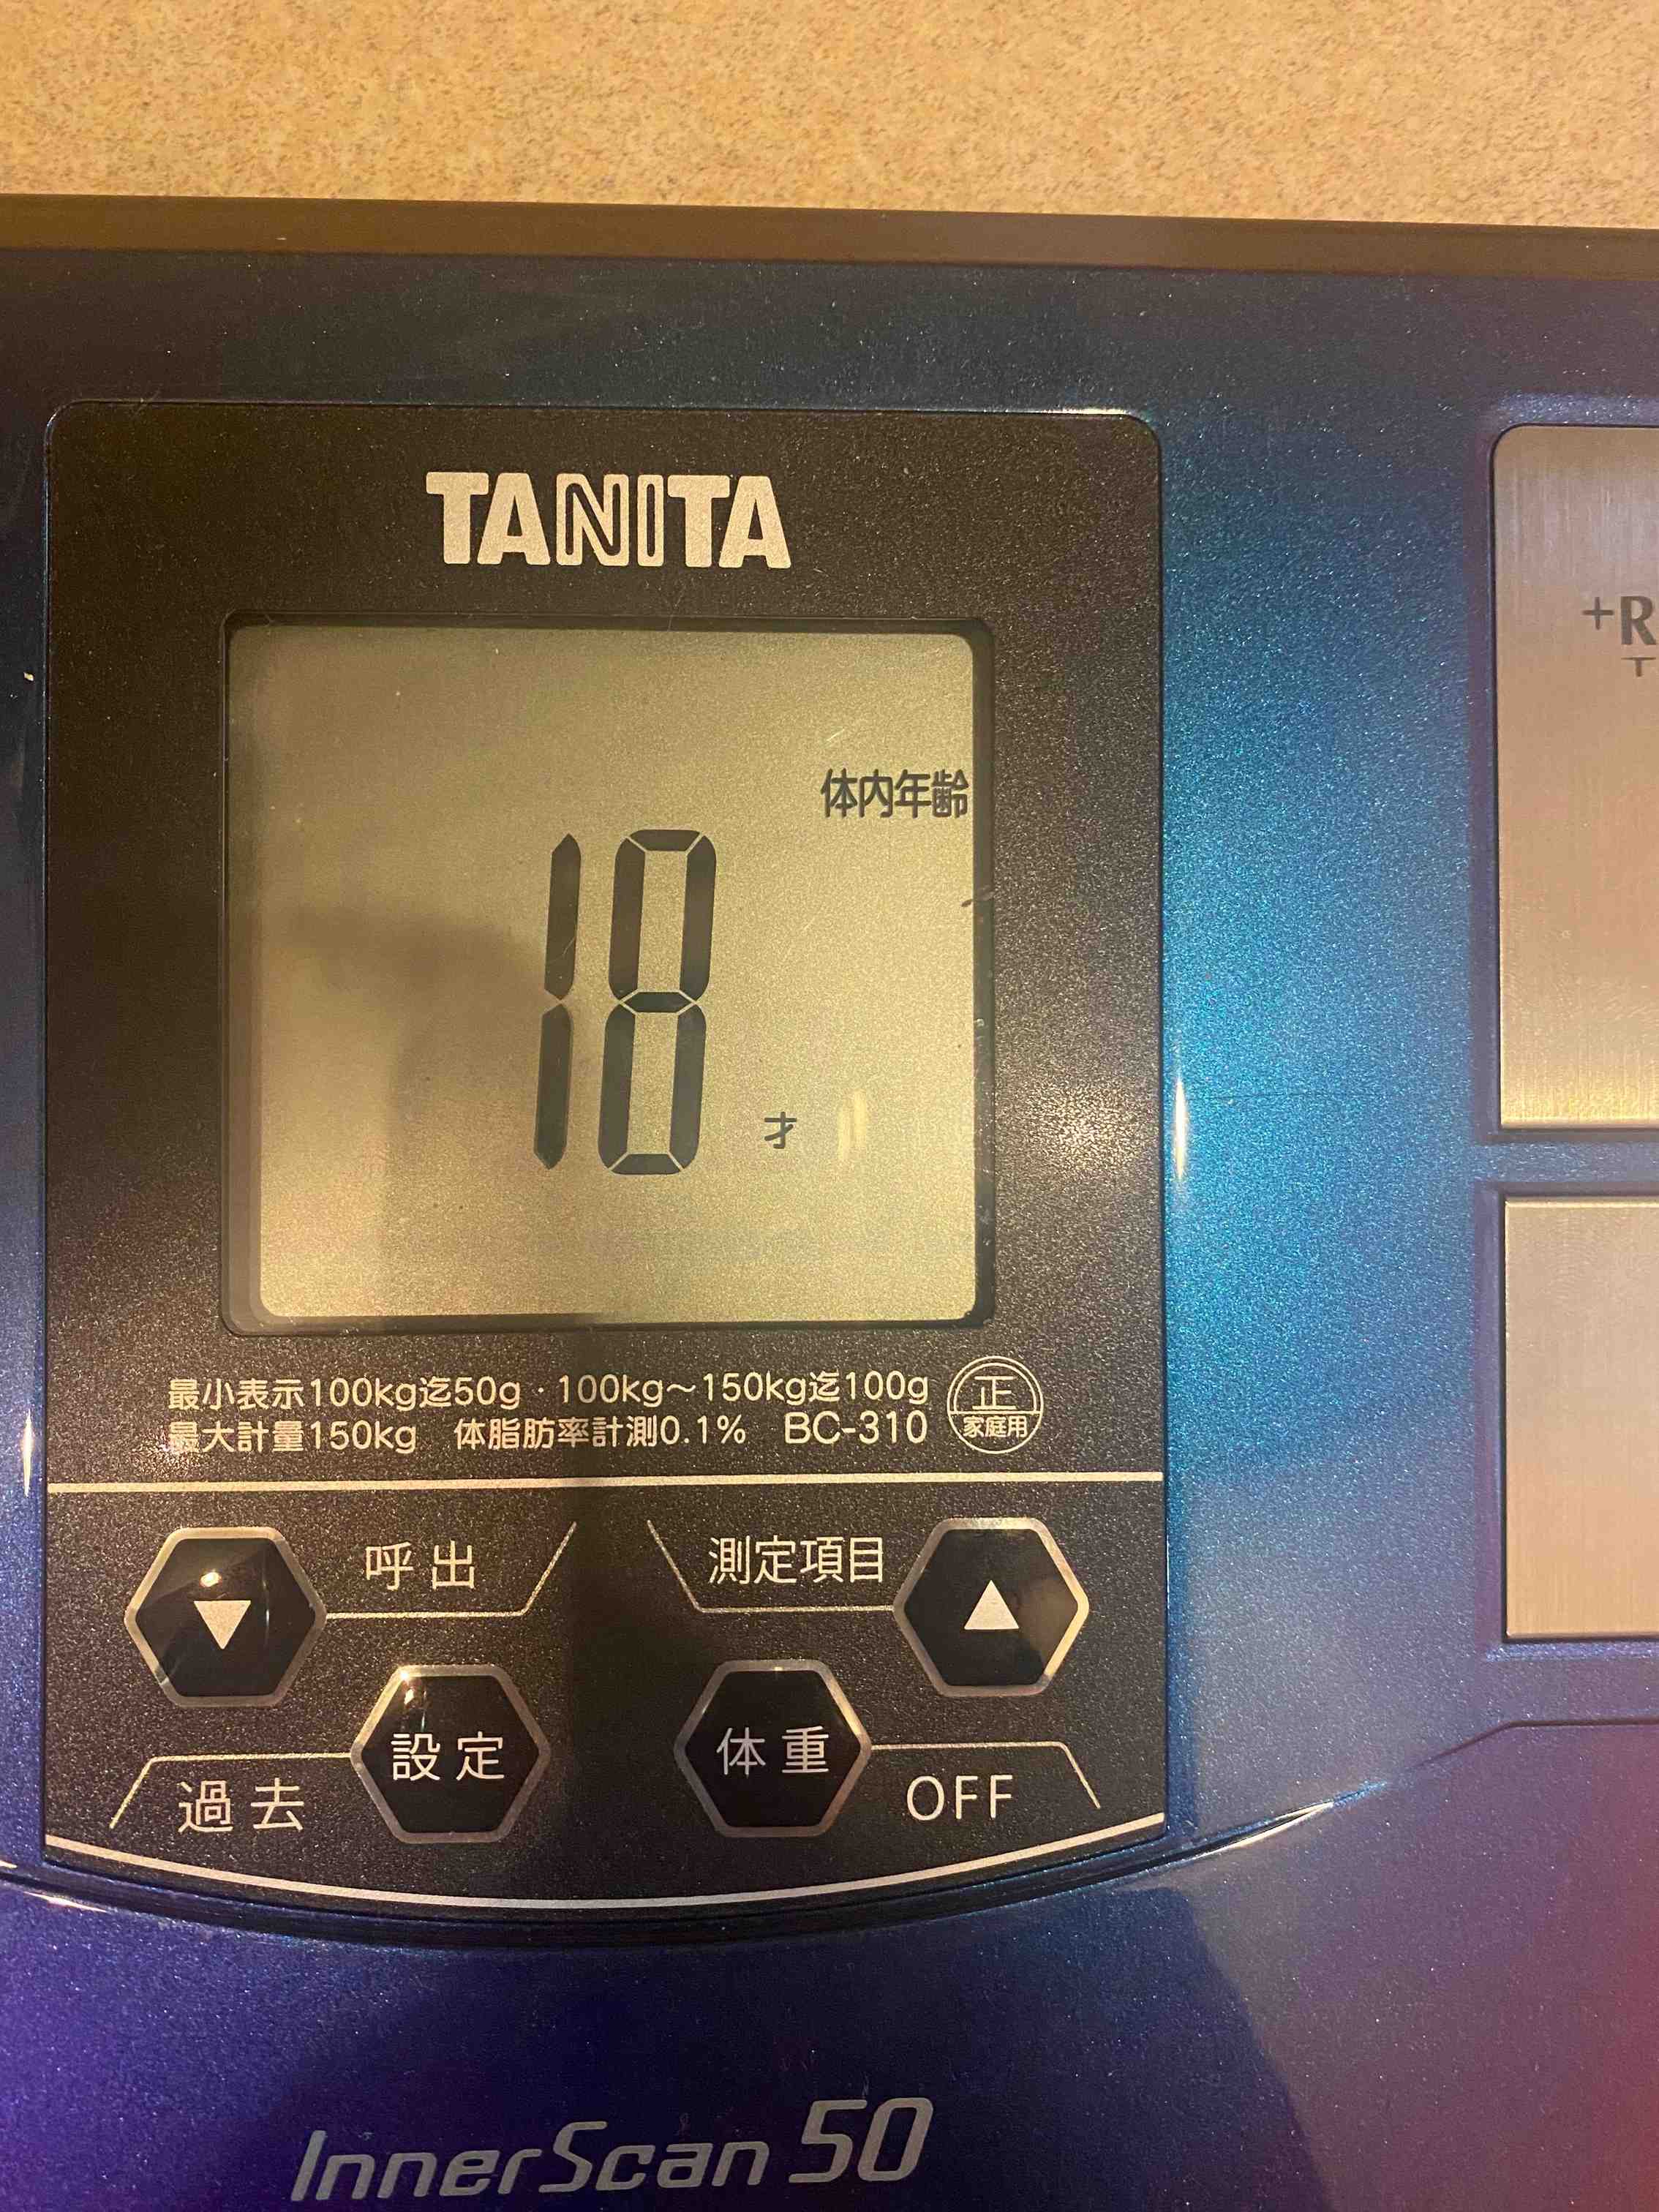 TANITA
体内年齢
18 才
最小表示100kg迄50g・100kg～150kg迄100g
最大計量150kg 体脂肪率計測0.1% BC-310
正
家庭用
呼出
測定項目
設定
体重
過去
OFF
InnerScan 50
+R
T